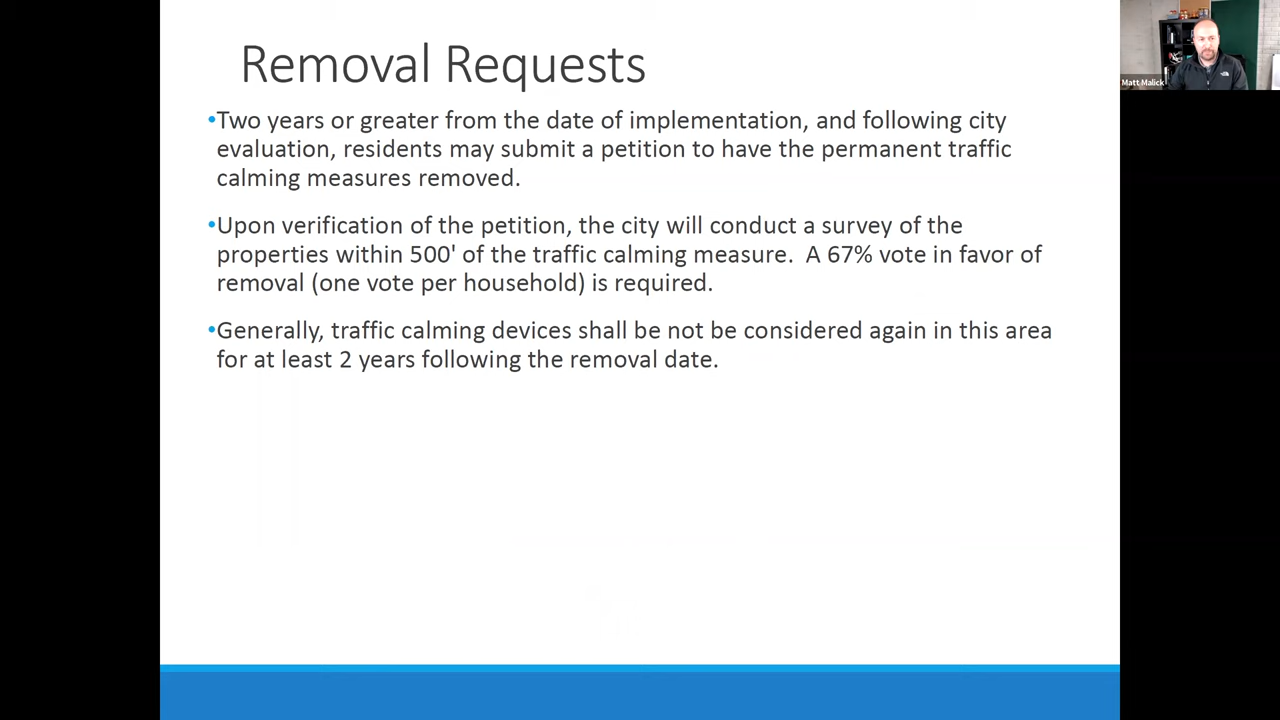 Removal Requests
•Two years or greater from the date of implementation, and following city
evaluation, residents may submit a petition to have the permanent traffic
calming measures removed.
•Upon verification of the petition, the city will conduct a survey of the
properties within 500' of the traffic calming measure.  A 67% vote in favor of
removal (one vote per household) is required.
•Generally, traffic calming devices shall be not be considered again in this area
for at least 2 years following the removal date.
Matt Malick